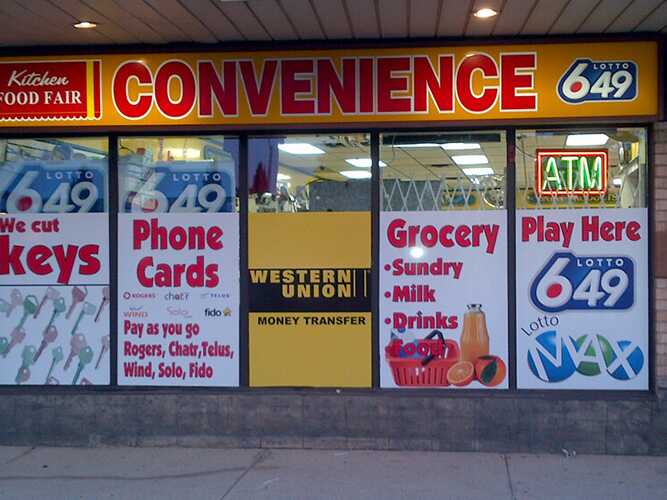 Kitchen
FOOD FAIR
CONVENIENCE
LOTTO
649
LOTTO
649
LOTTO
649
ATM
We cut
keys
Phone
Cards
ROGERS chatr TELUS
WIND Solo fido
Pay as you go
Rogers, Chatr,Telus,
Wind, Solo, Fido
WESTERN
UNION
MONEY TRANSFER
Grocery
•Sundry
•Milk
•Drinks
•Food
Play Here
LOTTO
649
Lotto
MAX